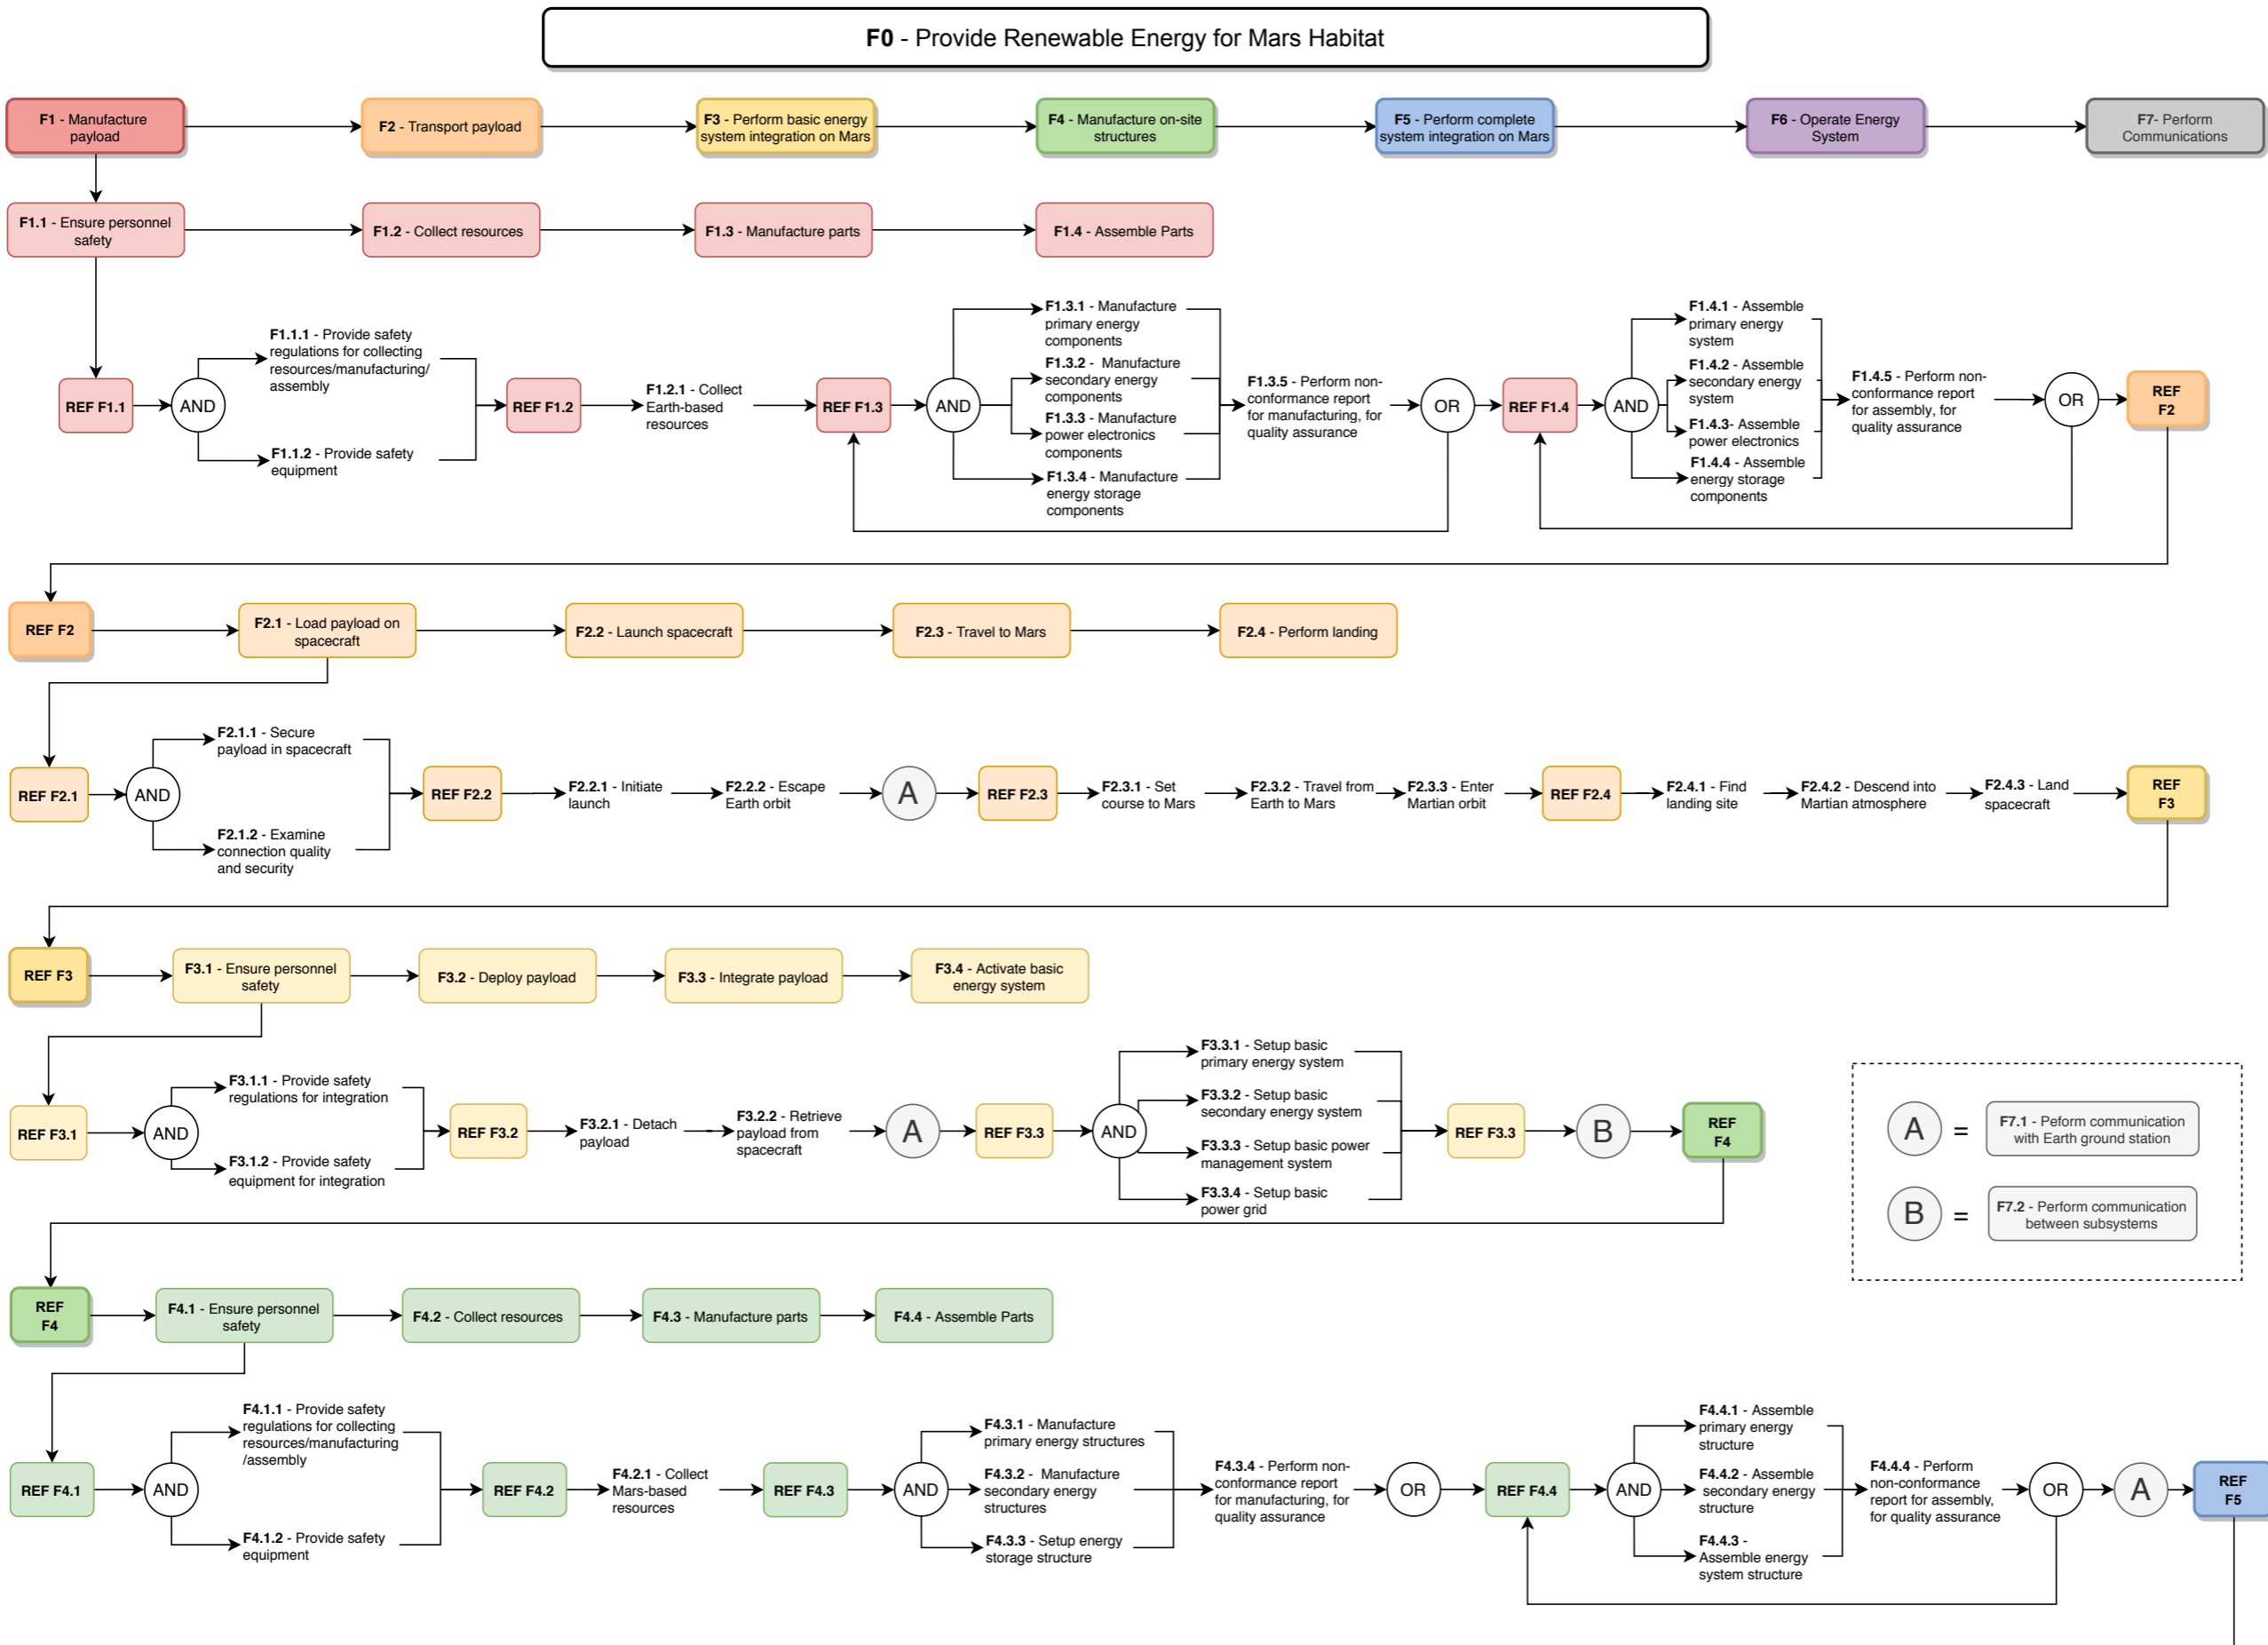 F0 - Provide Renewable Energy for Mars Habitat
F1 - Manufacture
payload
F2 - Transport payload
F3 - Perform basic energy
system integration on Mars
F4 - Manufacture on-site
structures
F5 - Perform complete
system integration on Mars
F6 - Operate Energy
System
F7- Perform
Communications
F1.1 - Ensure personnel
safety
F1.2 - Collect resources
F1.3 - Manufacture parts
F1.4 - Assemble Parts
REF F1.1
AND
F1.1.1 - Provide safety
regulations for collecting
resources/manufacturing/
assembly
F1.1.2 - Provide safety
equipment
REF F1.2
F1.2.1 - Collect
Earth-based
resources
REF F1.3
AND
F1.3.1 - Manufacture
primary energy
components
F1.3.2 - Manufacture
secondary energy
components
F1.3.3 - Manufacture
power electronics
components
F1.3.4 - Manufacture
energy storage
components
F1.3.5 - Perform non-
conformance report
for manufacturing, for
quality assurance
OR
REF F1.4
AND
F1.4.1 - Assemble
primary energy
system
F1.4.2 - Assemble
secondary energy
system
F1.4.3- Assemble
power electronics
F1.4.4 - Assemble
energy storage
components
F1.4.5 - Perform non-
conformance report
for assembly, for
quality assurance
OR
REF
F2
REF F2
F2.1 - Load payload on
spacecraft
F2.2 - Launch spacecraft
F2.3 - Travel to Mars
F2.4 - Perform landing
REF F2.1
AND
F2.1.1 - Secure
payload in spacecraft
F2.1.2 - Examine
connection quality
and security
REF F2.2
F2.2.1 - Initiate
launch
F2.2.2 - Escape
Earth orbit
A
REF F2.3
F2.3.1 - Set
course to Mars
F2.3.2 - Travel from
Earth to Mars
F2.3.3 - Enter
Martian orbit
REF F2.4
F2.4.1 - Find
landing site
F2.4.2 - Descend into
Martian atmosphere
F2.4.3 - Land
spacecraft
REF
F3
REF F3
F3.1 - Ensure personnel
safety
F3.2 - Deploy payload
F3.3 - Integrate payload
F3.4 - Activate basic
energy system
REF F3.1
AND
F3.1.1 - Provide safety
regulations for integration
F3.1.2 - Provide safety
equipment for integration
REF F3.2
F3.2.1 - Detach
payload
F3.2.2 - Retrieve
payload from
spacecraft
A
REF F3.3
AND
F3.3.1 - Setup basic
primary energy system
F3.3.2 - Setup basic
secondary energy system
F3.3.3 - Setup basic power
management system
F3.3.4 - Setup basic
power grid
REF F3.3
B
REF
F4
A = F7.1 - Peform communication
with Earth ground station
B = F7.2 - Perform communication
between subsystems
REF
F4
F4.1 - Ensure personnel
safety
F4.2 - Collect resources
F4.3 - Manufacture parts
F4.4 - Assemble Parts
REF F4.1
AND
F4.1.1 - Provide safety
regulations for collecting
resources/manufacturing
/assembly
F4.1.2 - Provide safety
equipment
REF F4.2
F4.2.1 - Collect
Mars-based
resources
REF F4.3
AND
F4.3.1 - Manufacture
primary energy structures
F4.3.2 - Manufacture
secondary energy
structures
F4.3.3 - Setup energy
storage structure
F4.3.4 - Perform non-
conformance report
for manufacturing, for
quality assurance
OR
REF F4.4
AND
F4.4.1 - Assemble
primary energy
structure
F4.4.2 - Assemble
secondary energy
structure
F4.4.3 -
Assemble energy
system structure
F4.4.4 - Perform
non-conformance
report for assembly,
for quality assurance
OR
A
REF
F5